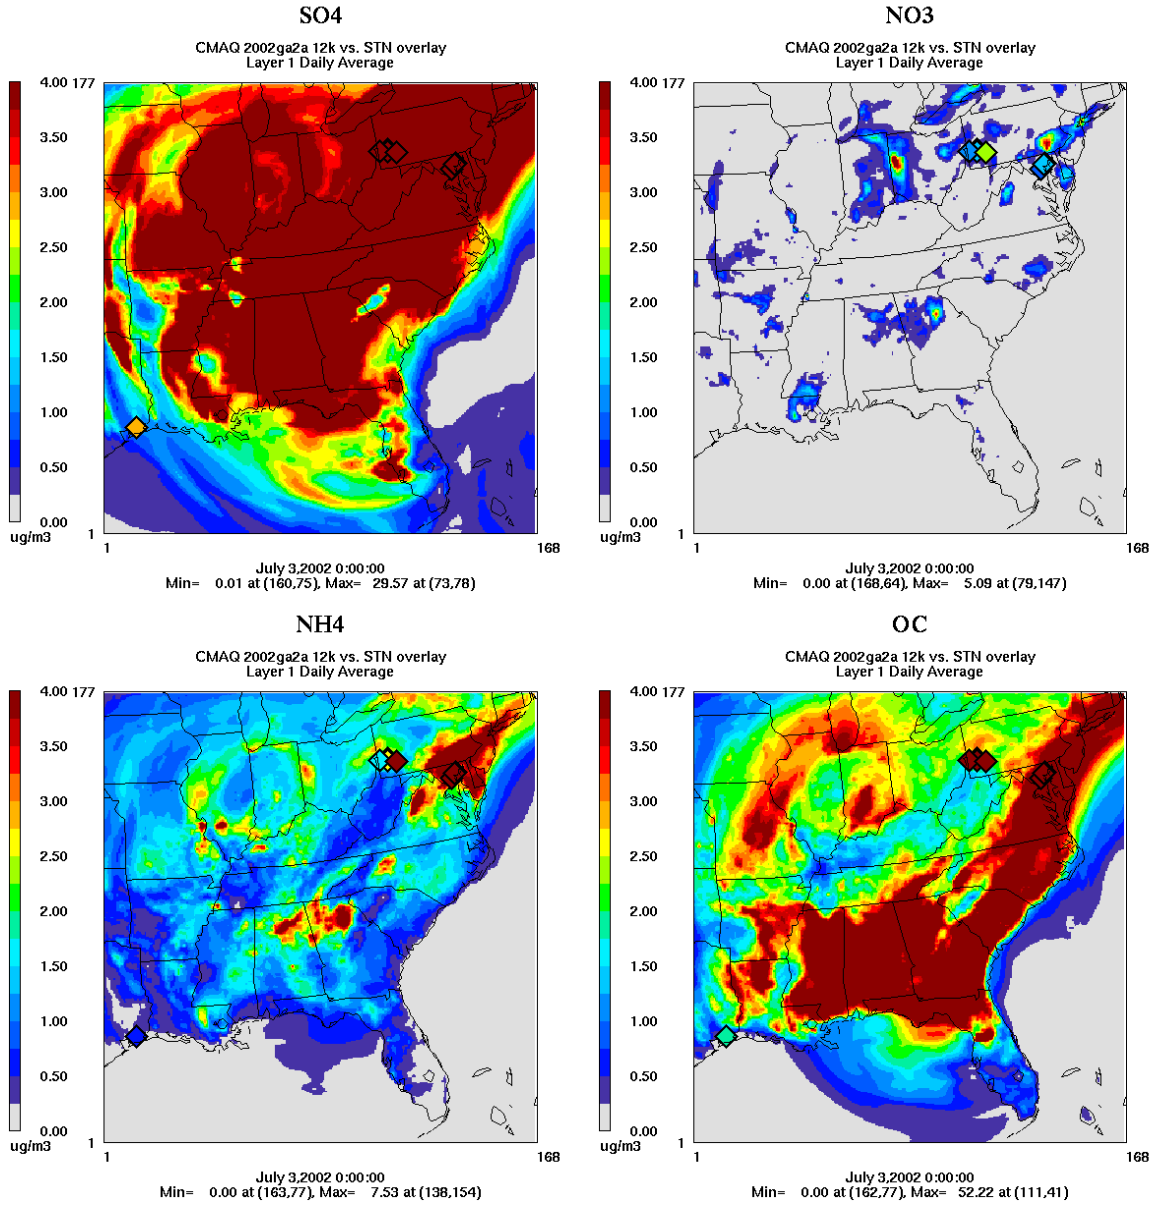 SO4
CMAQ 2002ga2a 12k vs. STN overlay
Layer 1 Daily Average
4.00 177
3.50
3.00
2.50
2.00
1.50
1.00
0.50
0.00 1
ug/m3
1 168
July 3,2002 0:00:00
Min= 0.01 at (160,75), Max= 29.57 at (73,78)
NO3
CMAQ 2002ga2a 12k vs. STN overlay
Layer 1 Daily Average
4.00 177
3.50
3.00
2.50
2.00
1.50
1.00
0.50
0.00 1
ug/m3
1 168
July 3,2002 0:00:00
Min= 0.00 at (168,64), Max= 5.09 at (79,147)
NH4
CMAQ 2002ga2a 12k vs. STN overlay
Layer 1 Daily Average
4.00 177
3.50
3.00
2.50
2.00
1.50
1.00
0.50
0.00 1
ug/m3
1 168
July 3,2002 0:00:00
Min= 0.00 at (163,77), Max= 7.53 at (138,154)
OC
CMAQ 2002ga2a 12k vs. STN overlay
Layer 1 Daily Average
4.00 177
3.50
3.00
2.50
2.00
1.50
1.00
0.50
0.00 1
ug/m3
1 168
July 3,2002 0:00:00
Min= 0.00 at (162,77), Max= 52.22 at (111,41)